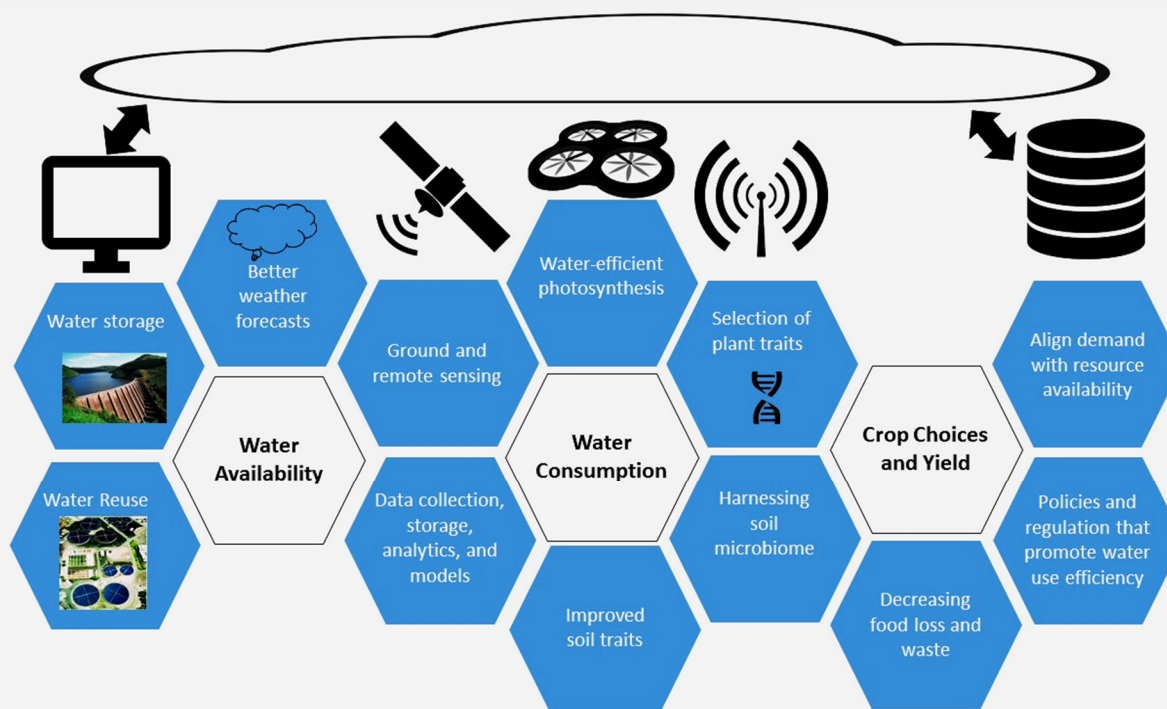 Better
weather
forecasts
Water-efficient
photosynthesis
Water storage
Selection of
plant traits
Ground and
remote sensing
Align demand
with resource
availability
Water
Availability
Water
Consumption
Crop Choices
and Yield
Water Reuse
Data collection,
storage,
analytics, and
models
Harnessing
soil
microbiome
Policies and
regulation that
promote water
use efficiency
Improved
soil traits
Decreasing
food loss and
waste